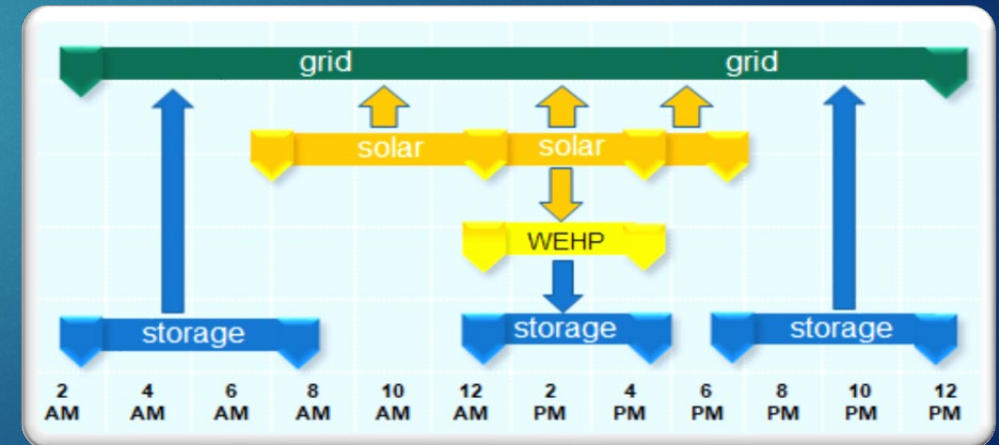 grid grid
solar solar
WEHP
storage storage storage
2 4 6 8 10 12 2 4 6 8 10 12
AM AM AM AM AM AM PM PM PM PM PM PM